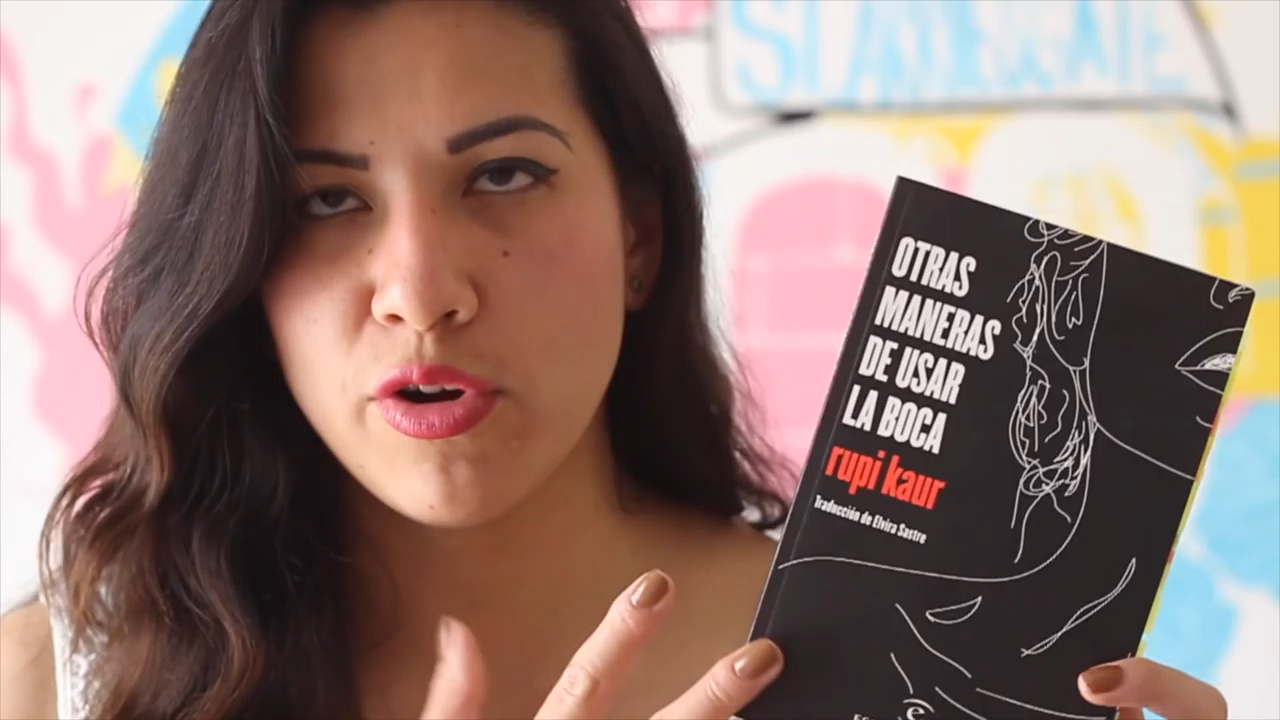 OTRAS
MANERAS
DE USAR
LA BOCA
rupi kaur
Traducción de Elvira Sastre